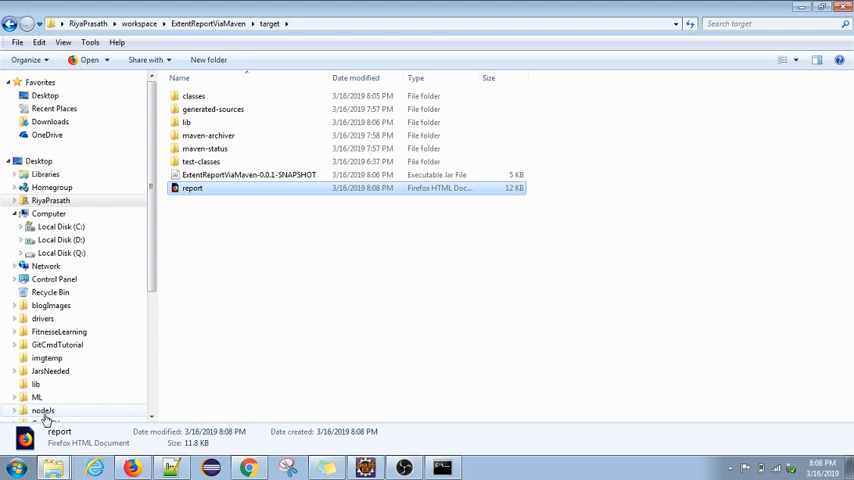 RiyaPrasath
workspace
ExtentReportViaMaven
target
Search target
File Edit View Tools Help
Organize Open Share with New folder
Name Date modified Type Size
Favorites
Desktop
Recent Places
Downloads
OneDrive
Desktop
Libraries
Homegroup
RiyaPrasath
Computer
Local Disk (C:)
Local Disk (D:)
Local Disk (Q:)
Network
Control Panel
Recycle Bin
blogImages
drivers
FitnesseLearning
GitCmdTutorial
imgtemp
JarsNeeded
lib
ML
nodeJs
classes 3/16/2019 8:05 PM File folder
generated-sources 3/16/2019 7:57 PM File folder
lib 3/16/2019 8:06 PM File folder
maven-archiver 3/16/2019 7:58 PM File folder
maven-status 3/16/2019 7:57 PM File folder
test-classes 3/16/2019 6:37 PM File folder
ExtentReportViaMaven-0.0.1-SNAPSHOT 3/16/2019 8:06 PM Executable Jar File 5 KB
report 3/16/2019 8:08 PM Firefox HTML Doc... 12 KB
report Date modified: 3/16/2019 8:08 PM Date created: 3/16/2019 8:08 PM
Firefox HTML Document Size: 11.8 KB
8:08 PM
3/16/2019